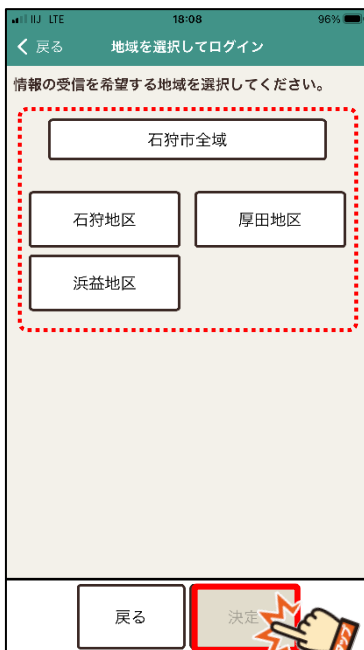 IIJ LTE 18:08 96%
戻る 地域を選択してログイン
情報の受信を希望する地域を選択してください。
石狩市全域
石狩地区 厚田地区
浜益地区
戻る 決定